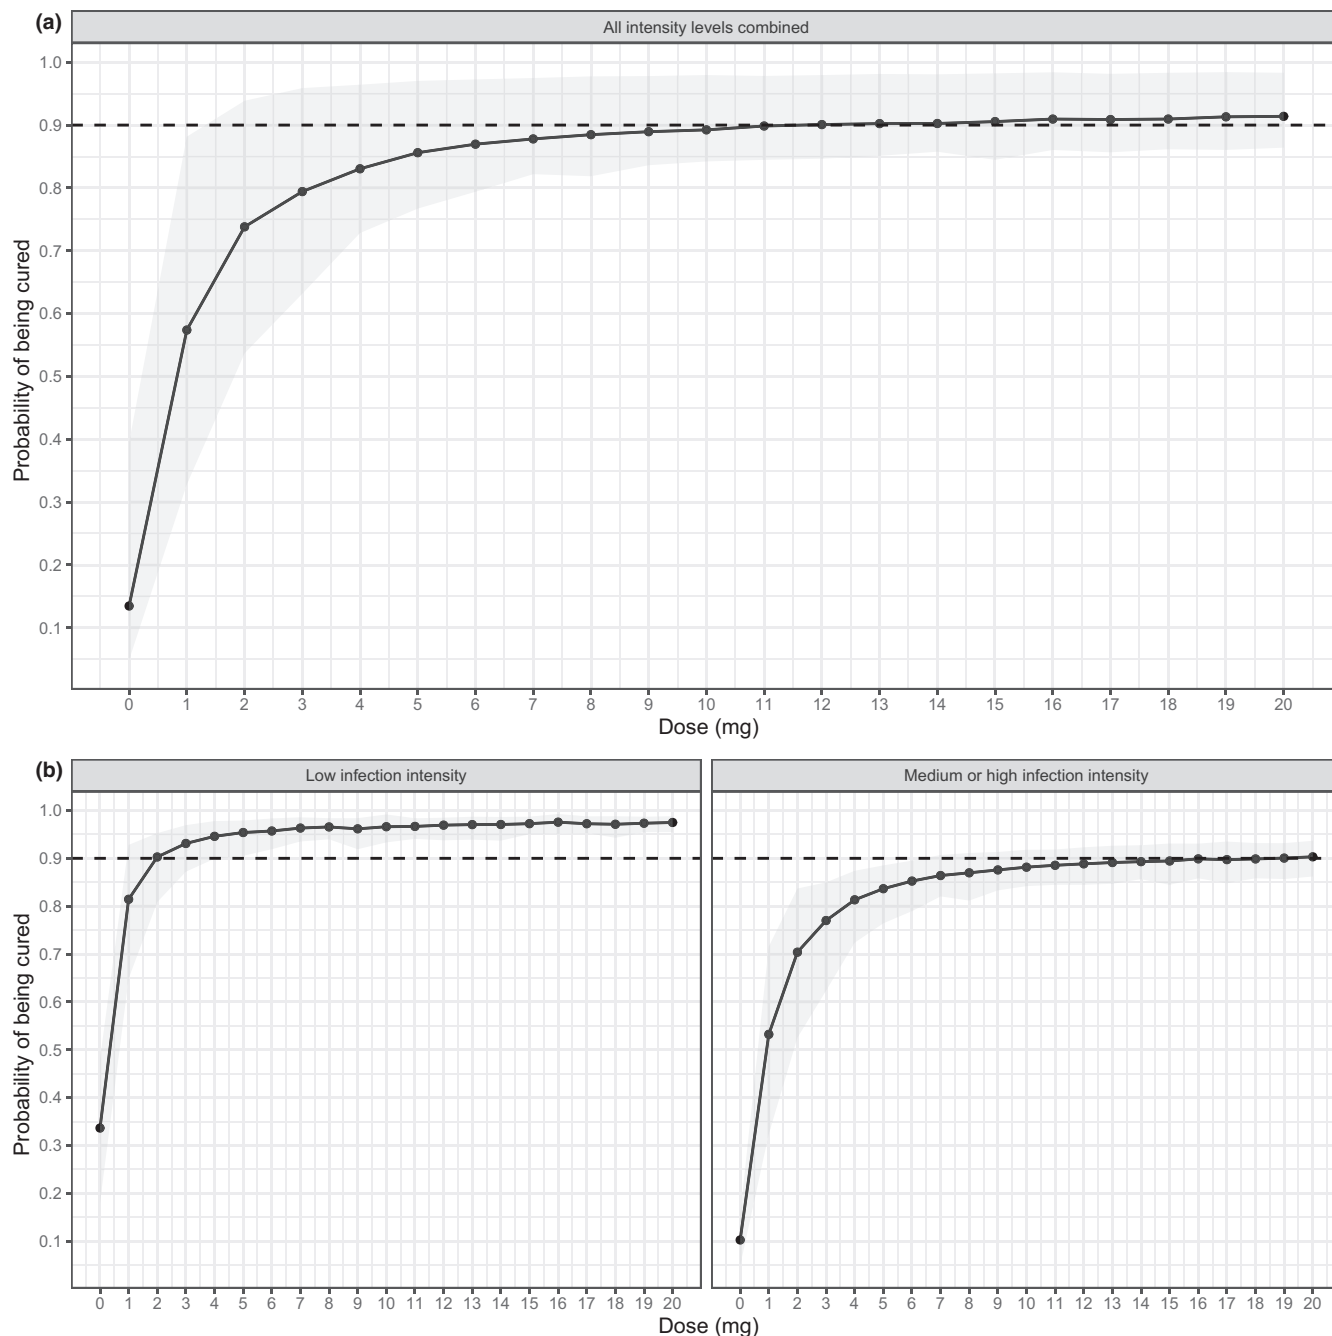 (a)
All intensity levels combined
Probability of being cured
1.0
0.9
0.8
0.7
0.6
0.5
0.4
0.3
0.2
0.1
0 1 2 3 4 5 6 7 8 9 10 11 12 13 14 15 16 17 18 19 20
Dose (mg)
(b)
Low infection intensity
Medium or high infection intensity
Probability of being cured
1.0
0.9
0.8
0.7
0.6
0.5
0.4
0.3
0.2
0.1
0 1 2 3 4 5 6 7 8 9 10 11 12 13 14 15 16 17 18 19 20
0 1 2 3 4 5 6 7 8 9 10 11 12 13 14 15 16 17 18 19 20
Dose (mg)
Dose (mg)